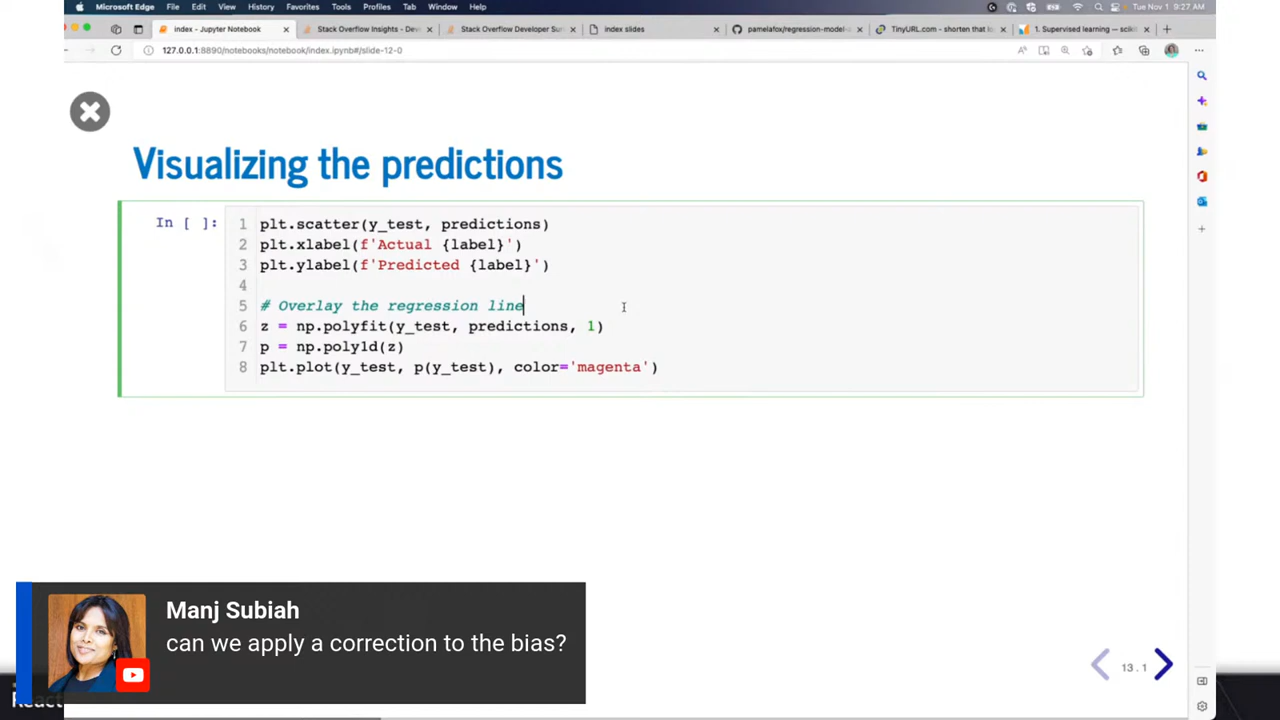 Microsoft Edge File Edit View History Favorites Tools Profiles Tab Window Help Tue Nov 1 9:27 AM
index - Jupyter Notebook Stack Overflow Insights - Dev Stack Overflow Developer Sur index slides pamelafox/regression-model- TinyURL.com - shorten that lo 1. Supervised learning — sciki
127.0.0.1:8890/notebooks/notebook/index.ipynb#/slide-12-0
Visualizing the predictions
In [ ]:
1 plt.scatter(y_test, predictions)
2 plt.xlabel(f'Actual {label}')
3 plt.ylabel(f'Predicted {label}')
4
5 # Overlay the regression line
6 z = np.polyfit(y_test, predictions, 1)
7 p = np.poly1d(z)
8 plt.plot(y_test, p(y_test), color='magenta')
Manj Subiah
can we apply a correction to the bias?
13.1
React